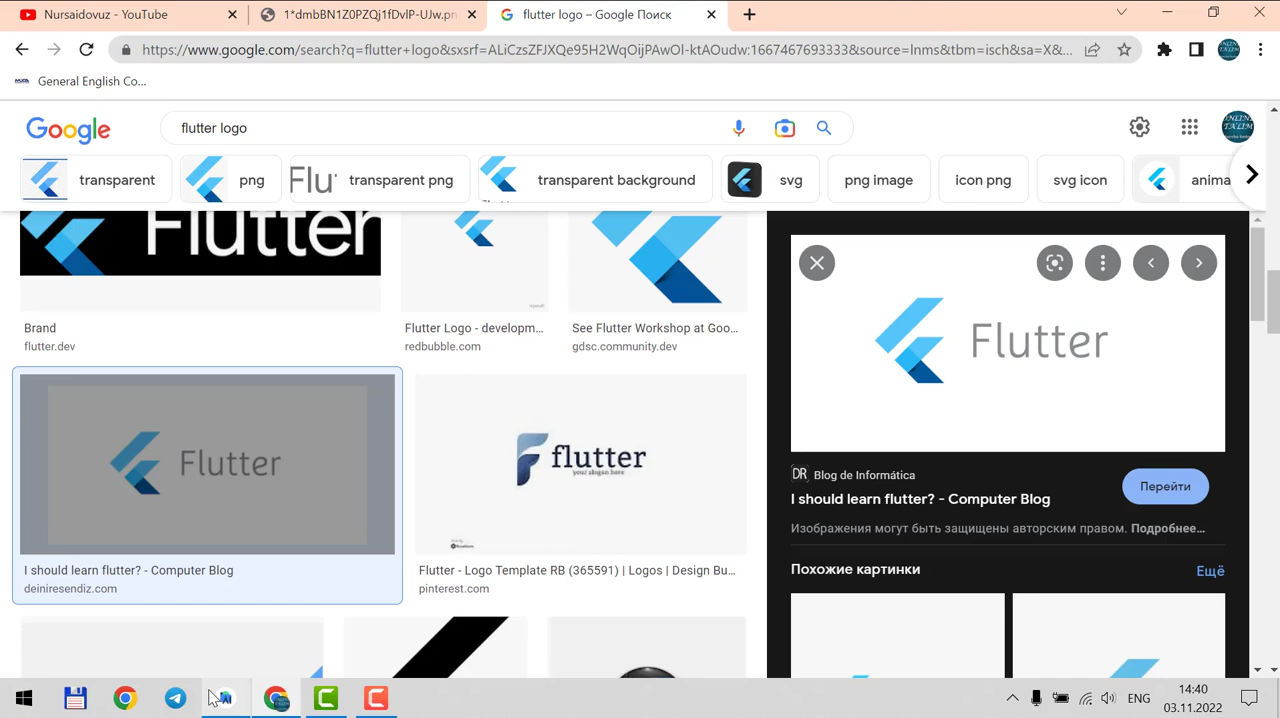 Nursaidovuz - YouTube
1*dmbBN1Z0PZQj1fDvlP-UJw.pn
flutter logo – Google Поиск
https://www.google.com/search?q=flutter+logo&sxsrf=ALiCzsZFJXQe95H2WqOijPAwOl-ktAOudw:1667467693333&source=lnms&tbm=isch&sa=X&...
General English Co...
Google
flutter logo
ONLINE TA'LIM
transparent
png
Flu
transparent png
transparent background
svg
png image
icon png
svg icon
anima
Flutter
Brand
flutter.dev
Flutter Logo - developm...
redbubble.com
See Flutter Workshop at Goo...
gdsc.community.dev
Flutter
I should learn flutter? - Computer Blog
deiniresendiz.com
flutter
your slogan here
Flutter - Logo Template RB (365591) | Logos | Design Bu...
pinterest.com
Flutter
DR
Blog de Informática
I should learn flutter? - Computer Blog
Перейти
Изображения могут быть защищены авторским правом. Подробнее...
Похожие картинки
Ещё
AI
ENG
14:40
03.11.2022